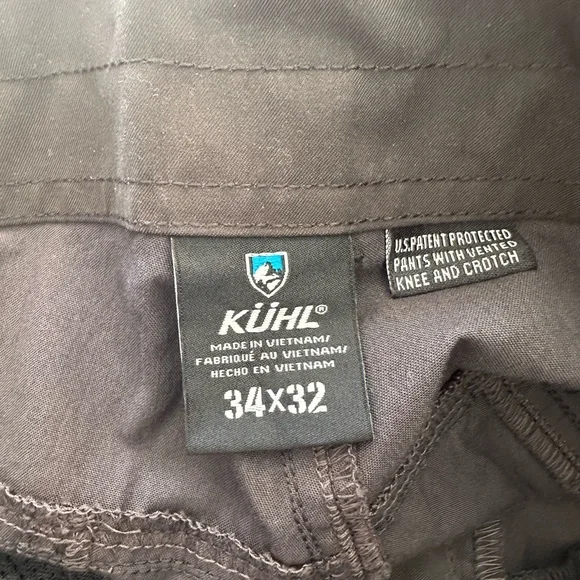 KÜHL®
MADE IN VIETNAM/
FABRIQUÉ AU VIETNAM/
HECHO EN VIETNAM
34X32
U.S.PATENT PROTECTED
PANTS WITH VENTED
KNEE AND CROTCH